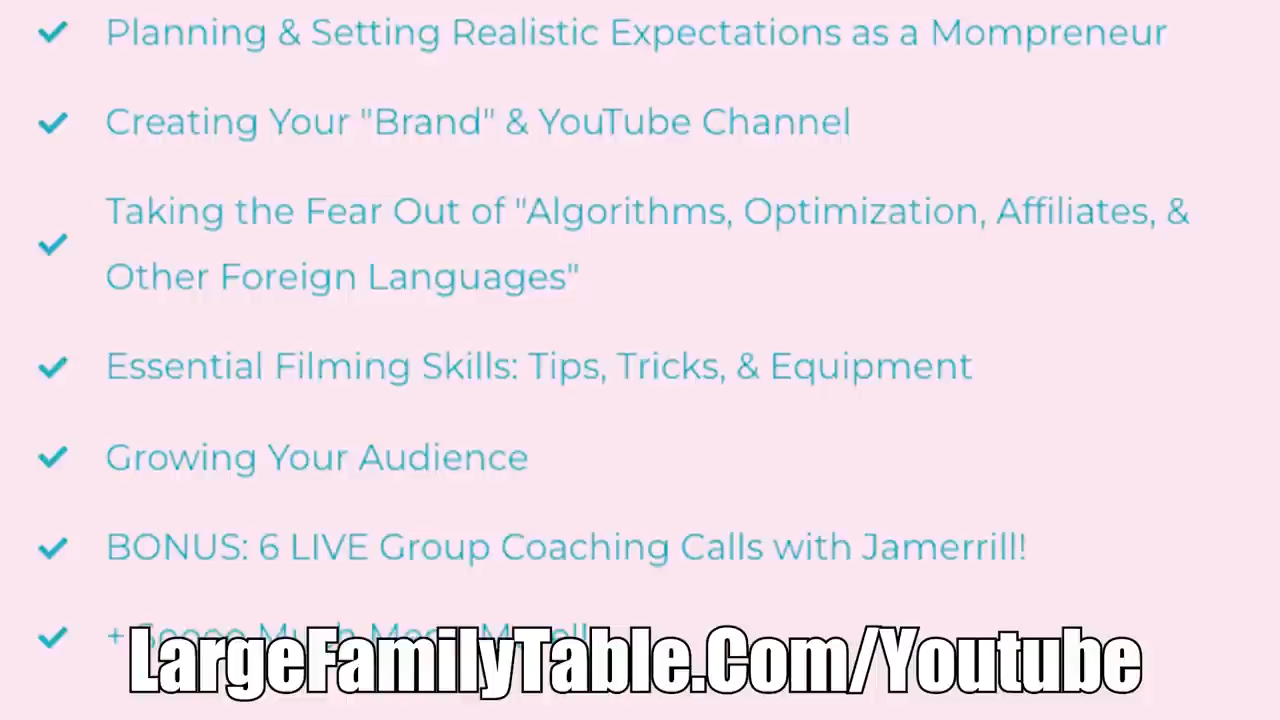 Planning & Setting Realistic Expectations as a Mompreneur
Creating Your "Brand" & YouTube Channel
Taking the Fear Out of "Algorithms, Optimization, Affiliates, &
Other Foreign Languages"
Essential Filming Skills: Tips, Tricks, & Equipment
Growing Your Audience
BONUS: 6 LIVE Group Coaching Calls with Jamerrill!
+ Much More
LargeFamilyTable.Com/Youtube